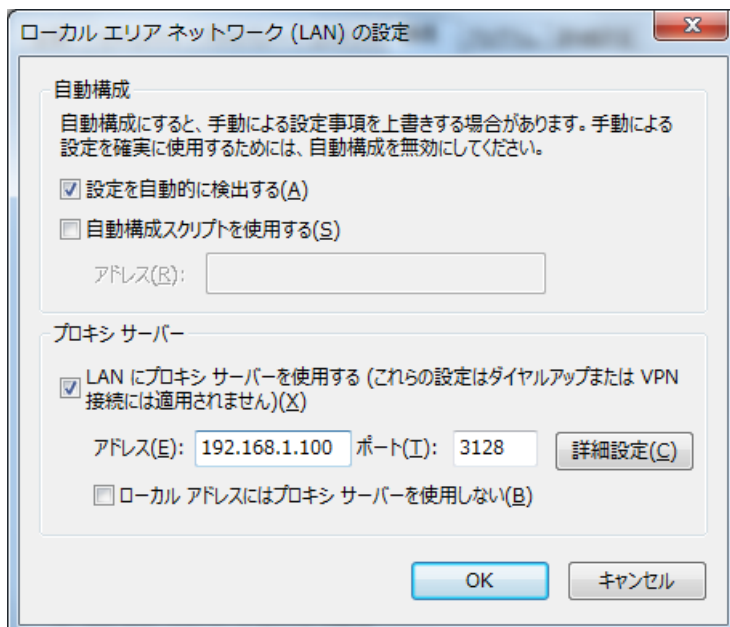 ローカル エリア ネットワーク (LAN) の設定
自動構成
自動構成にすると、手動による設定事項を上書きする場合があります。手動による
設定を確実に使用するためには、自動構成を無効にしてください。
設定を自動的に検出する(A)
自動構成スクリプトを使用する(S)
アドレス(R):
プロキシ サーバー
LAN にプロキシ サーバーを使用する (これらの設定はダイヤルアップまたは VPN
接続には適用されません)(X)
アドレス(E): 192.168.1.100 ポート(T): 3128 詳細設定(C)
ローカル アドレスにはプロキシ サーバーを使用しない(B)
OK キャンセル